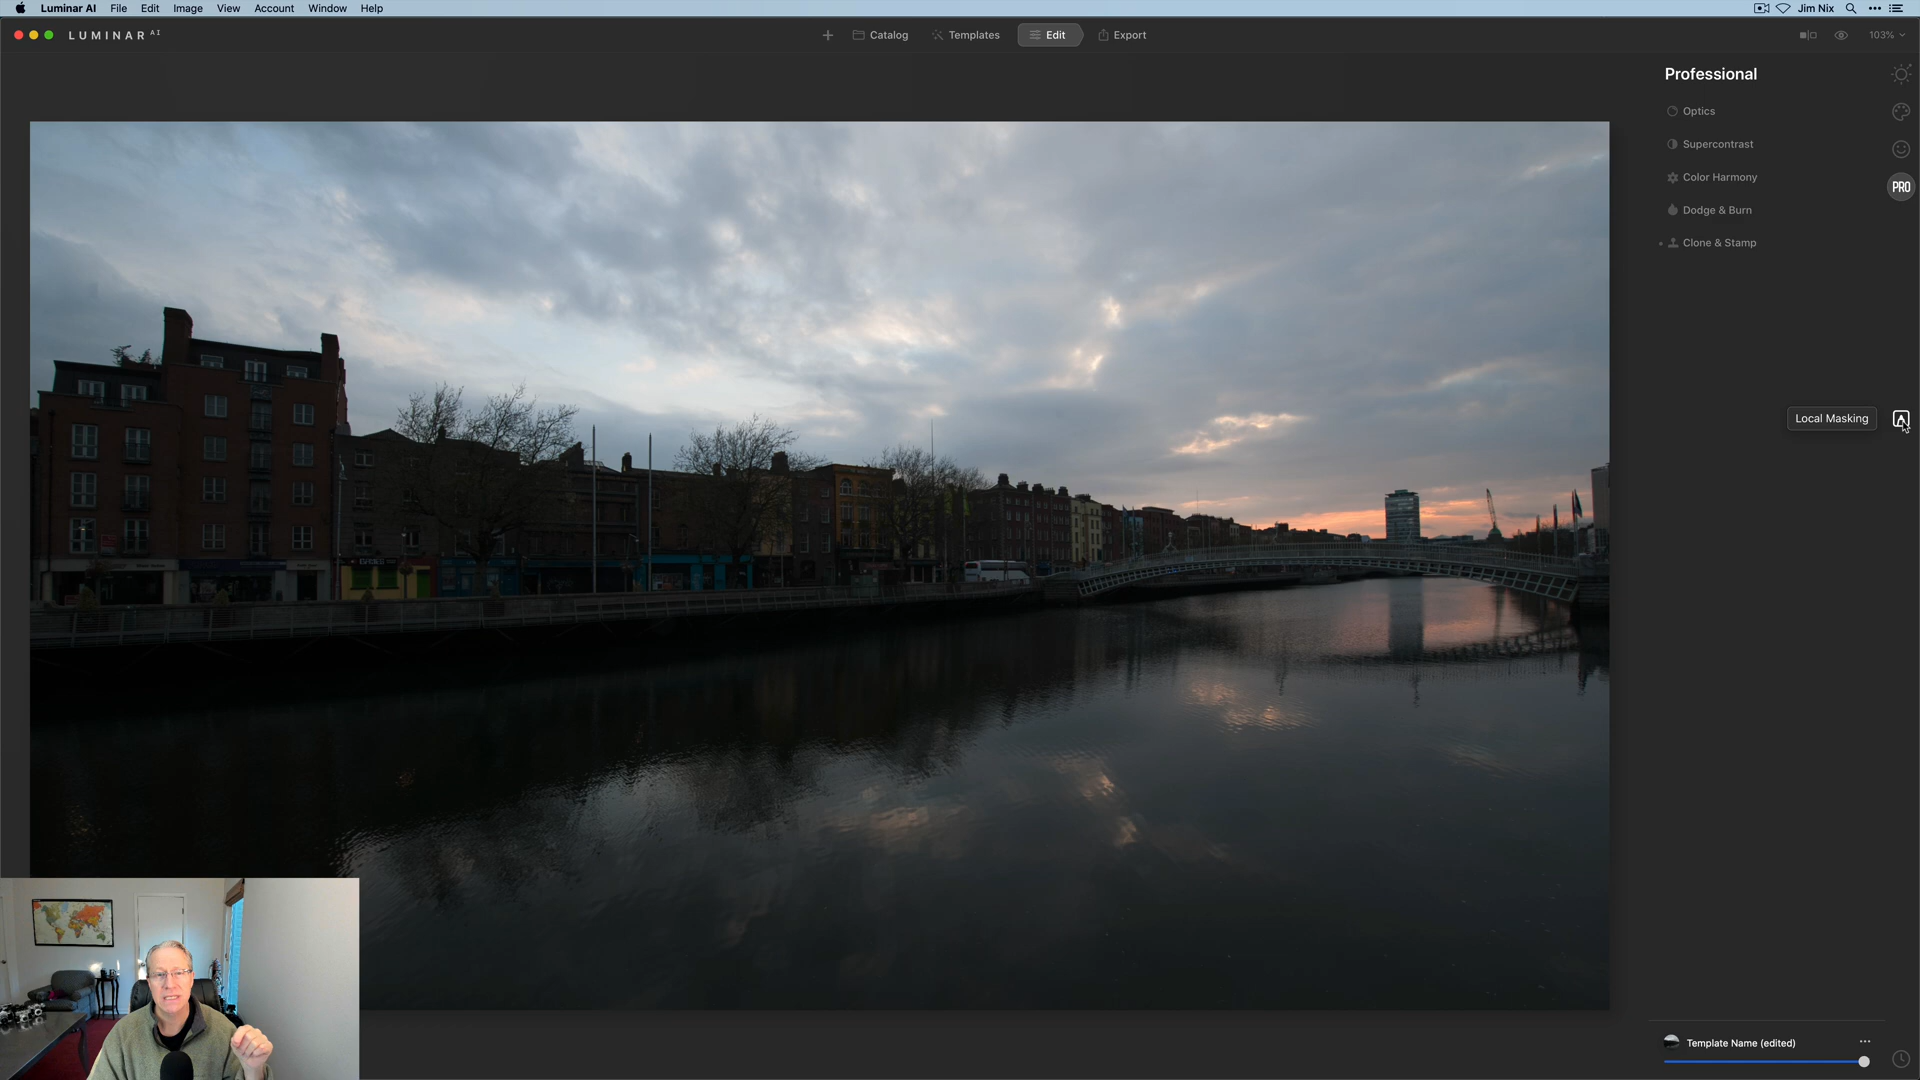 Luminar AI File Edit Image View Account Window Help Jim Nix
LUMINAR AI
Catalog Templates Edit Export 103%
Professional
Optics
Supercontrast
Color Harmony
PRO
Dodge & Burn
Clone & Stamp
Local Masking
Template Name (edited)